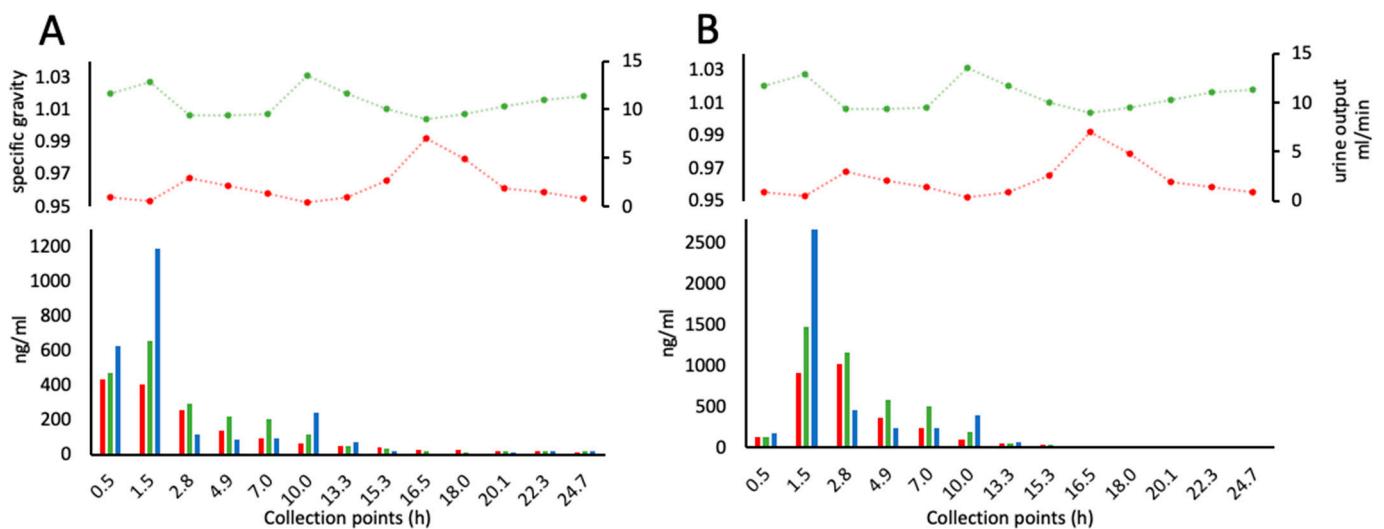 A
specific gravity
1.03
1.01
0.99
0.97
0.95
15
10
5
0
ng/ml
1200
1000
800
600
400
200
0
0.5 1.5 2.8 4.9 7.0 10.0 13.3 15.3 16.5 18.0 20.1 22.3 24.7
Collection points (h)
B
1.03
1.01
0.99
0.97
0.95
15
10
5
0
urine output
ml/min
ng/ml
2500
2000
1500
1000
500
0
0.5 1.5 2.8 4.9 7.0 10.0 13.3 15.3 16.5 18.0 20.1 22.3 24.7
Collection points (h)